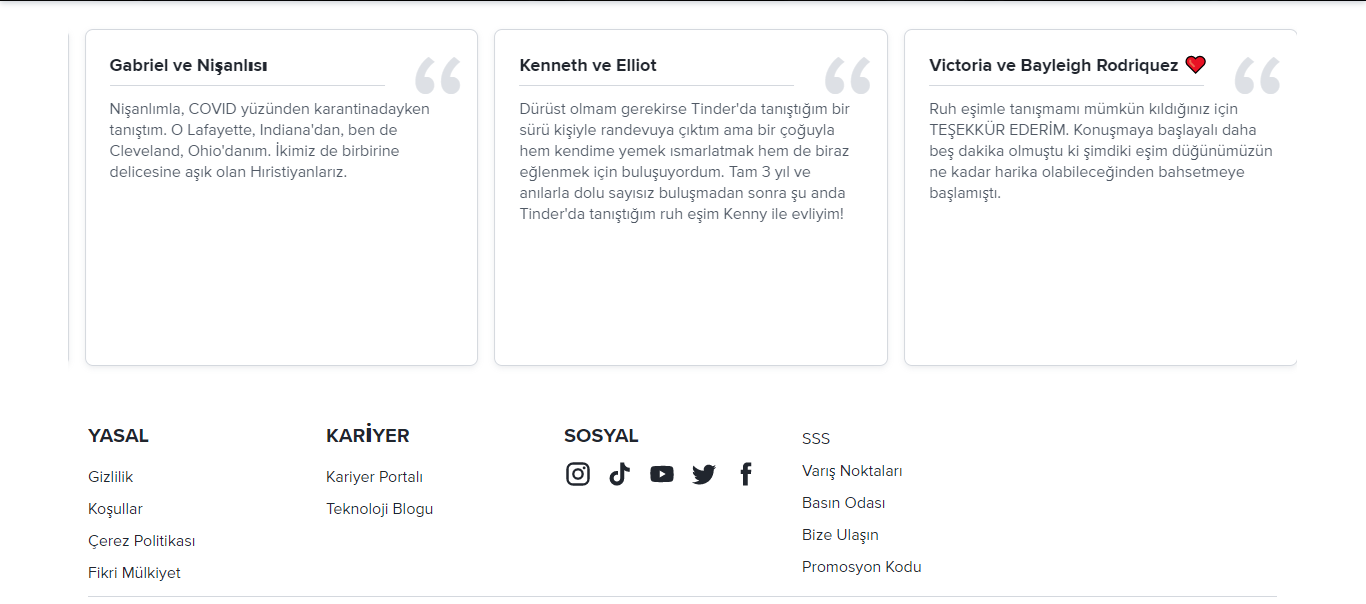 Gabriel ve Nişanlısı
Nişanlımla, COVID yüzünden karantinadayken
tanıştım. O Lafayette, Indiana'dan, ben de
Cleveland, Ohio'danım. İkimiz de birbirine
delicesine aşık olan Hıristiyanlarız.
Kenneth ve Elliot
Dürüst olmam gerekirse Tinder'da tanıştığım bir
sürü kişiyle randevuya çıktım ama bir çoğuyla
hem kendime yemek ısmarlatmak hem de biraz
eğlenmek için buluşuyordum. Tam 3 yıl ve
anılarla dolu sayısız buluşmadan sonra şu anda
Tinder'da tanıştığım ruh eşim Kenny ile evliyim!
Victoria ve Bayleigh Rodriquez ❤️
Ruh eşimle tanışmamı mümkün kıldığınız için
TEŞEKKÜR EDERİM. Konuşmaya başlayalı daha
beş dakika olmuştu ki şimdiki eşim düğünümüzün
ne kadar harika olabileceğinden bahsetmeye
başlamıştı.
YASAL
Gizlilik
Koşullar
Çerez Politikası
Fikri Mülkiyet
KARİYER
Kariyer Portalı
Teknoloji Blogu
SOSYAL
SSS
Varış Noktaları
Basın Odası
Bize Ulaşın
Promosyon Kodu